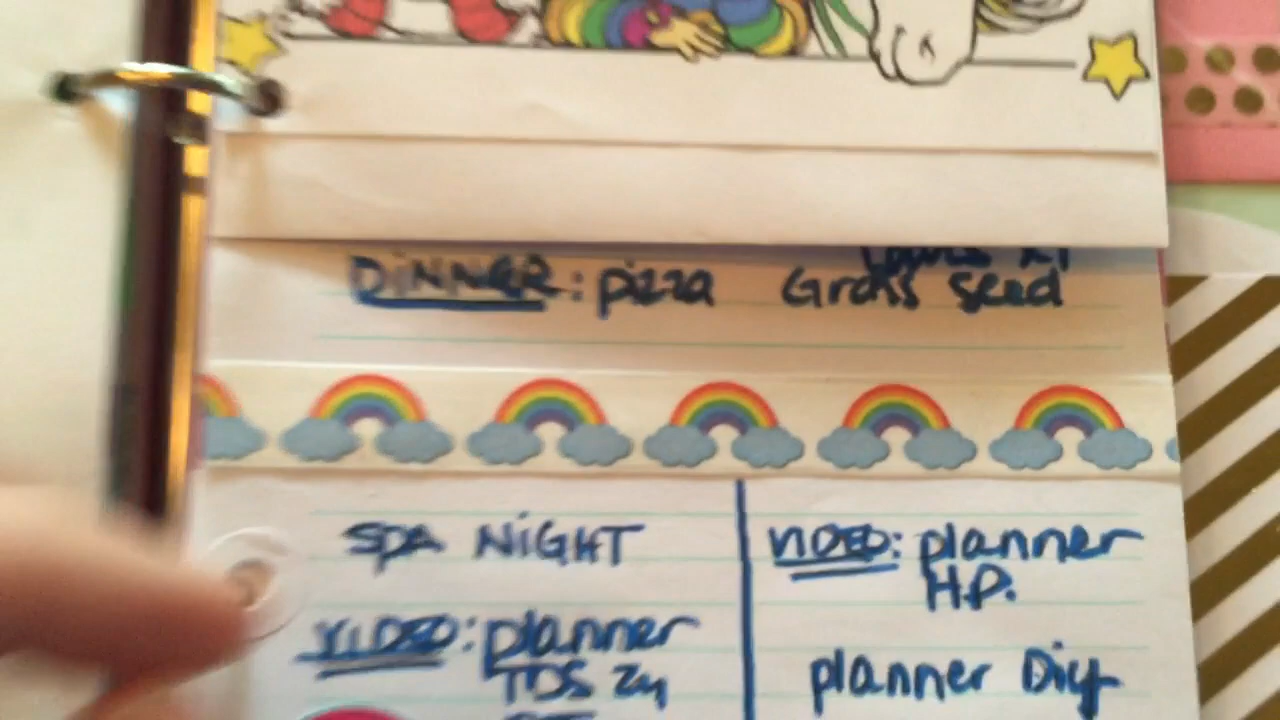 DINNER: pizza Grass seed
SPA NIGHT
VIDEO: planner
TDS 24
VIDEO: planner
H.P.
planner Diy